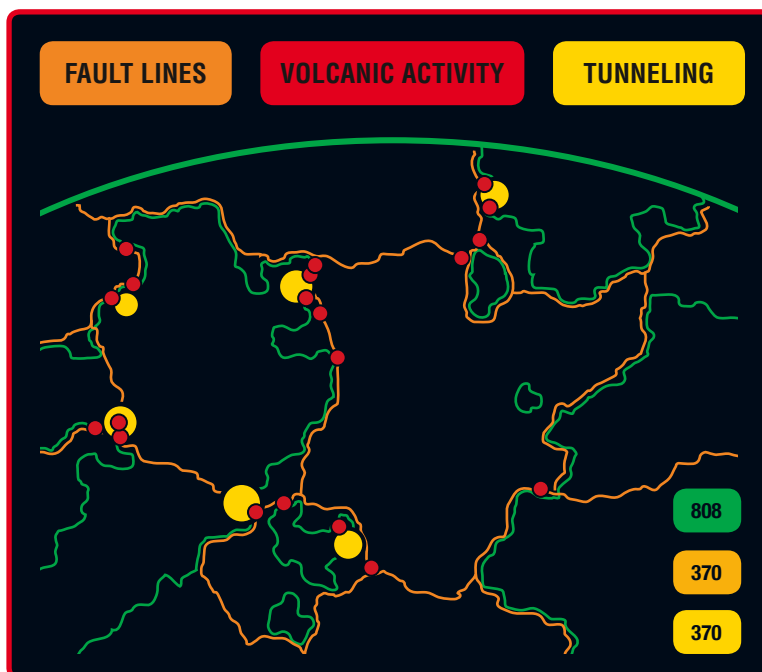 FAULT LINES
VOLCANIC ACTIVITY
TUNNELING
808
370
370